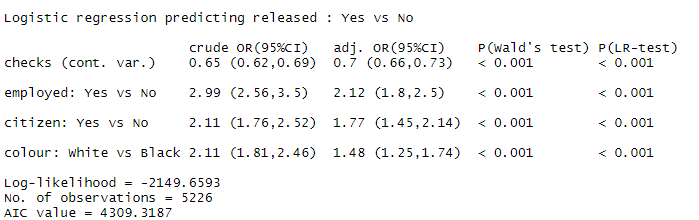 Logistic regression predicting released : Yes vs No
crude OR(95%CI) adj. OR(95%CI) P(Wald's test) P(LR-test)
checks (cont. var.) 0.65 (0.62,0.69) 0.7 (0.66,0.73) < 0.001 < 0.001
employed: Yes vs No 2.99 (2.56,3.5) 2.12 (1.8,2.5) < 0.001 < 0.001
citizen: Yes vs No 2.11 (1.76,2.52) 1.77 (1.45,2.14) < 0.001 < 0.001
colour: White vs Black 2.11 (1.81,2.46) 1.48 (1.25,1.74) < 0.001 < 0.001
Log-likelihood = -2149.6593
No. of observations = 5226
AIC value = 4309.3187